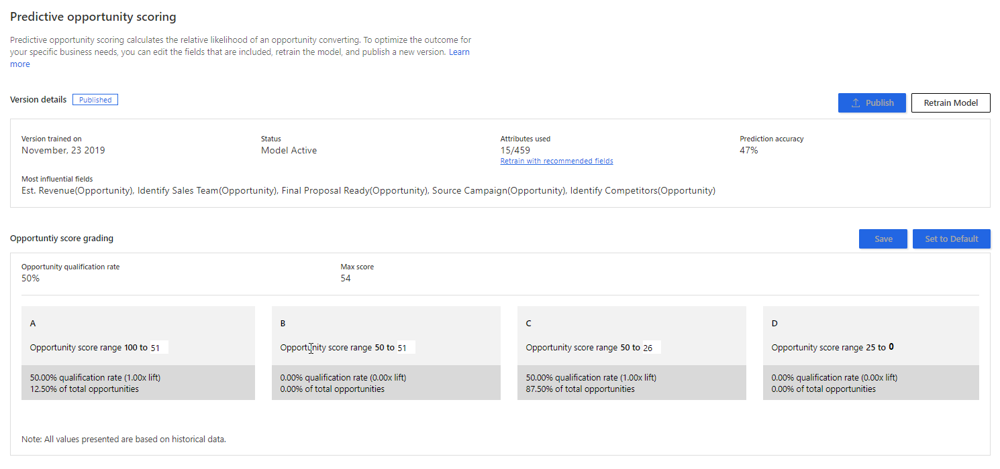 Predictive opportunity scoring
Predictive opportunity scoring calculates the relative likelihood of an opportunity converting. To optimize the outcome for
your specific business needs, you can edit the fields that are included, retrain the model, and publish a new version. Learn
more
Version details Published
Publish Retrain Model
Version trained on Status Attributes used Prediction accuracy
November, 23 2019 Model Active 15/459 47%
Retrain with recommended fields
Most influential fields
Est. Revenue(Opportunity), Identify Sales Team(Opportunity), Final Proposal Ready(Opportunity), Source Campaign(Opportunity), Identify Competitors(Opportunity)
Opportuntiy score grading
Save Set to Default
Opportunity qualification rate Max score
50% 54
A
Opportunity score range 100 to 51
50.00% qualification rate (1.00x lift)
12.50% of total opportunities
B
Opportunity score range 50 to 51
0.00% qualification rate (0.00x lift)
0.00% of total opportunities
C
Opportunity score range 50 to 26
50.00% qualification rate (1.00x lift)
87.50% of total opportunities
D
Opportunity score range 25 to 0
0.00% qualification rate (0.00x lift)
0.00% of total opportunities
Note: All values presented are based on historical data.